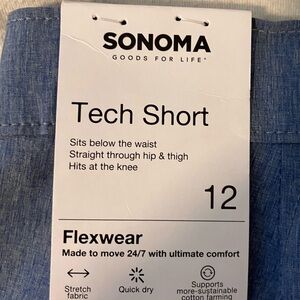 SONOMA
GOODS FOR LIFE
Tech Short
Sits below the waist
Straight through hip & thigh
Hits at the knee
12
Flexwear
Made to move 24/7 with ultimate comfort
Stretch
fabric
Quick dry
Supports
more-sustainable
cotton farming